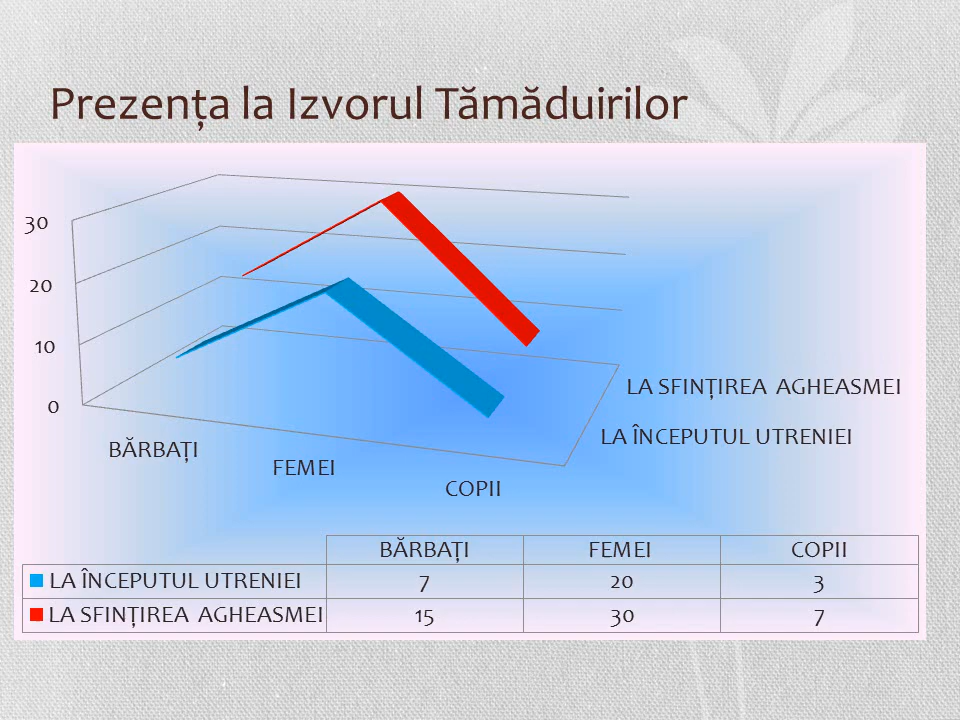 Prezența la Izvorul Tămăduirilor
30
20
10
0
LA SFINȚIREA AGHEASMEI
LA ÎNCEPUTUL UTRENIEI
BĂRBAȚI
FEMEI
COPII
BĂRBAȚI FEMEI COPII
LA ÎNCEPUTUL UTRENIEI 7 20 3
LA SFINȚIREA AGHEASMEI 15 30 7